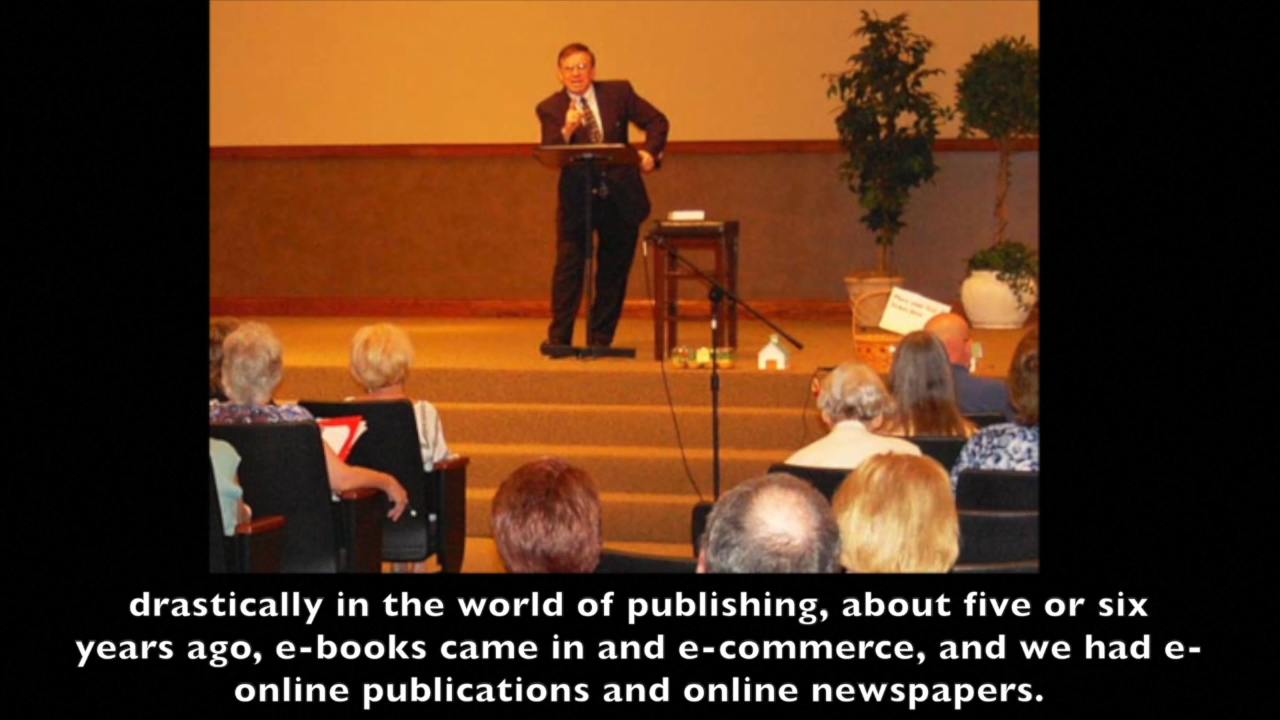 drastically in the world of publishing, about five or six
years ago, e-books came in and e-commerce, and we had e-
online publications and online newspapers.